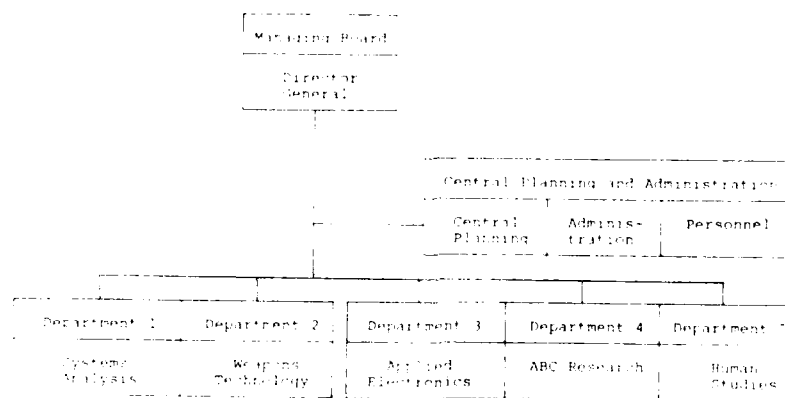 Managing Board
Director
General
Central Planning and Administration
Central
Planning
Adminis-
tration
Personnel
Department 1
Department 2
Department 3
Department 4
Department
Systems
Analysis
Weapons
Technology
Applied
Electronics
ABC Research
Human
Studies